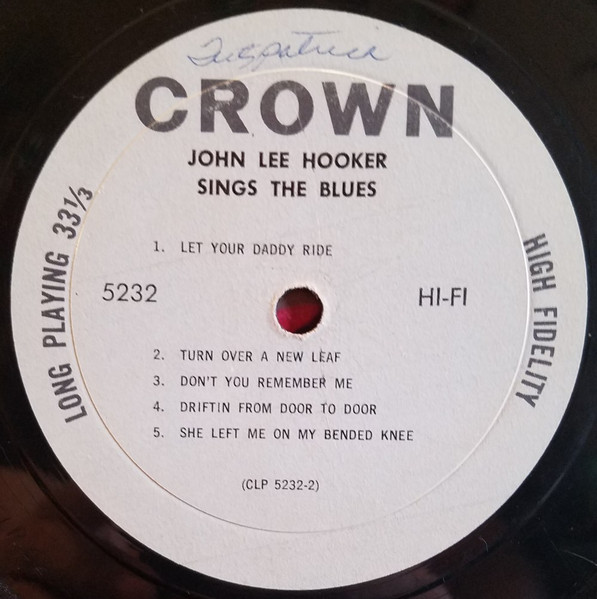 Fitzpatrick
CROWN
JOHN LEE HOOKER
SINGS THE BLUES
1. LET YOUR DADDY RIDE
LONG PLAYING 33⅓
5232
HI-FI
HIGH FIDELITY
2. TURN OVER A NEW LEAF
3. DON'T YOU REMEMBER ME
4. DRIFTIN FROM DOOR TO DOOR
5. SHE LEFT ME ON MY BENDED KNEE
(CLP 5232-2)